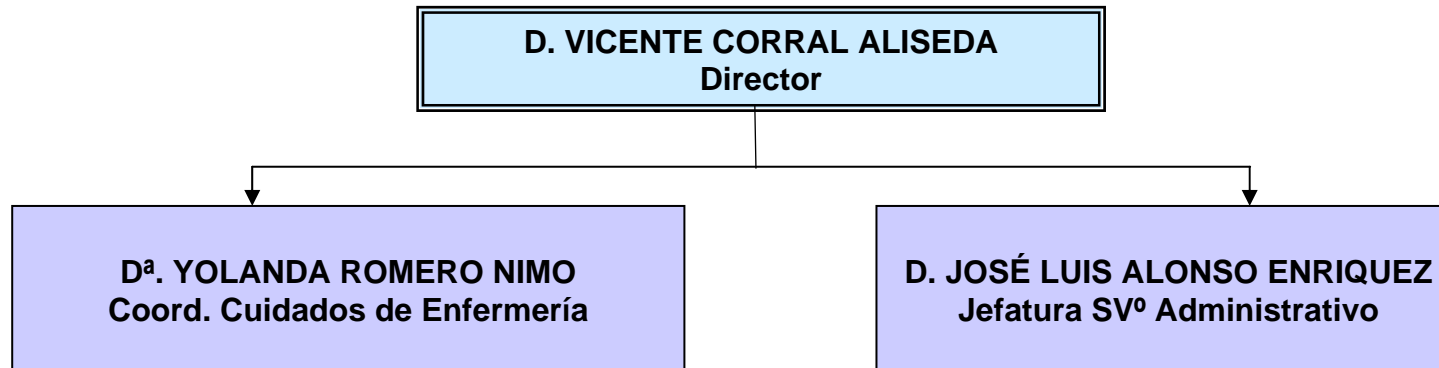 D. VICENTE CORRAL ALISEDA
Director
Dª. YOLANDA ROMERO NIMO
Coord. Cuidados de Enfermería
D. JOSÉ LUIS ALONSO ENRIQUEZ
Jefatura SVº Administrativo